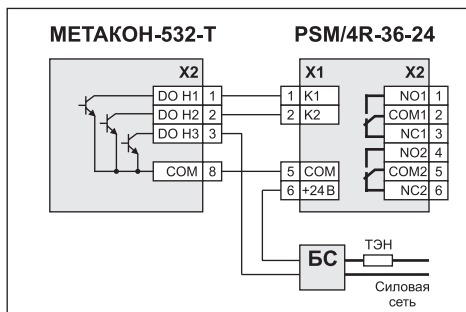 МЕТАКОН-532-Т PSM/4R-36-24
X2 X1 X2
DO H1 1 1 K1 NO1 1
DO H2 2 2 K2 COM1 2
DO H3 3 NC1 3
NO2 4
COM 8 5 COM COM2 5
6 +24 В NC2 6
БС ТЭН
Силовая
сеть